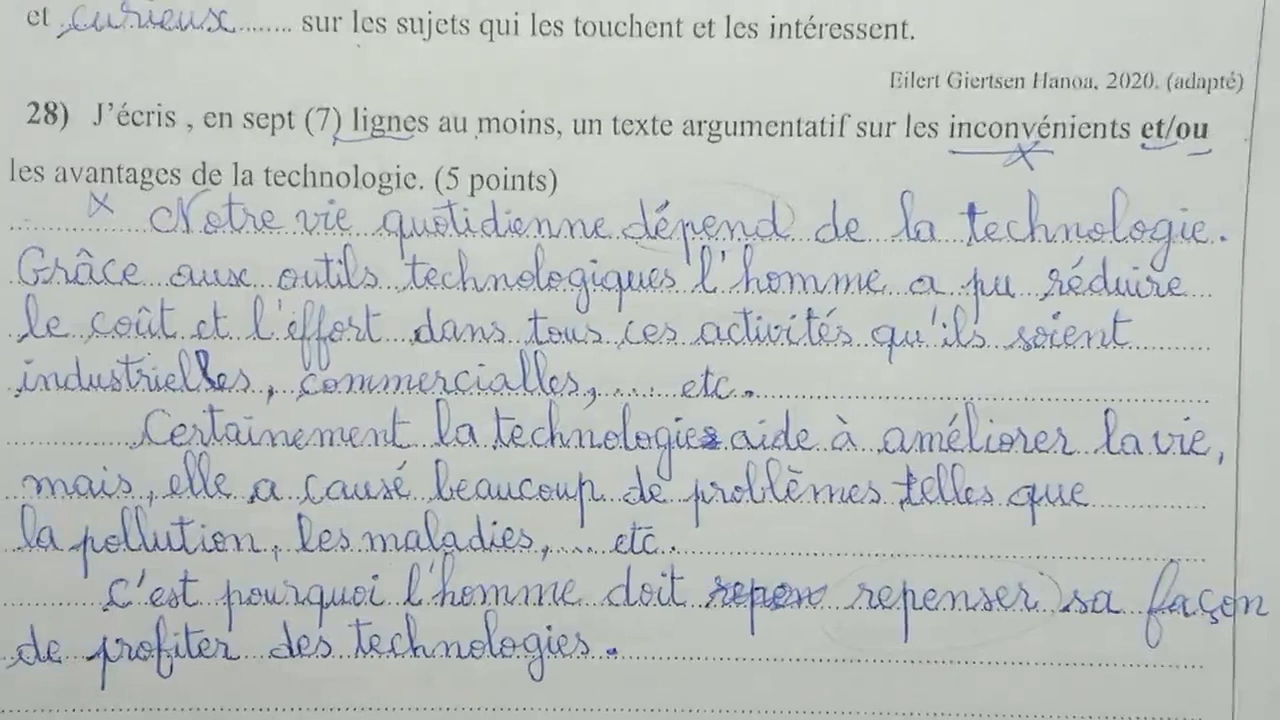 et curieux........ sur les sujets qui les touchent et les intéressent.
Eilert Giertsen Hanoa, 2020. (adapté)
28) J'écris , en sept (7) lignes au moins, un texte argumentatif sur les inconvénients et/ou
les avantages de la technologie. (5 points)
Notre vie quotidienne dépend de la technologie.
Grâce aux outils technologiques l'homme a pu réduire
le coût et l'effort dans tous ces activités qu'ils soient
industrielles, commercialles, .... etc.
Certainement la technologie aide à améliorer la vie,
mais, elle a causé beaucoup de problèmes telles que
la pollution, les maladies, .... etc.
C'est pourquoi l'homme doit repenser sa façon
de profiter des technologies.